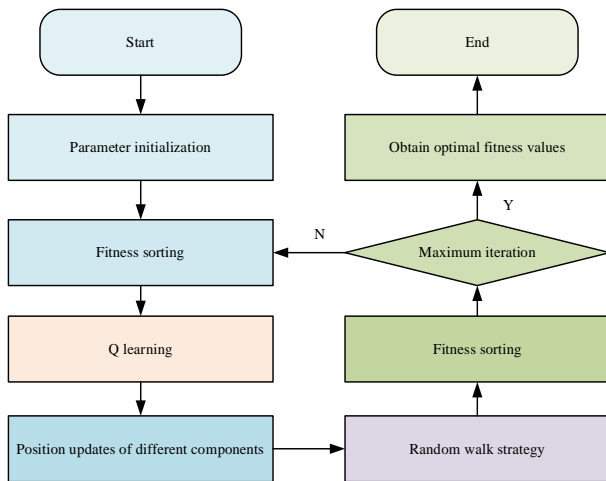 Start
Parameter initialization
Fitness sorting
Q learning
Position updates of different components
Random walk strategy
Fitness sorting
Maximum iteration
N
Y
Obtain optimal fitness values
End